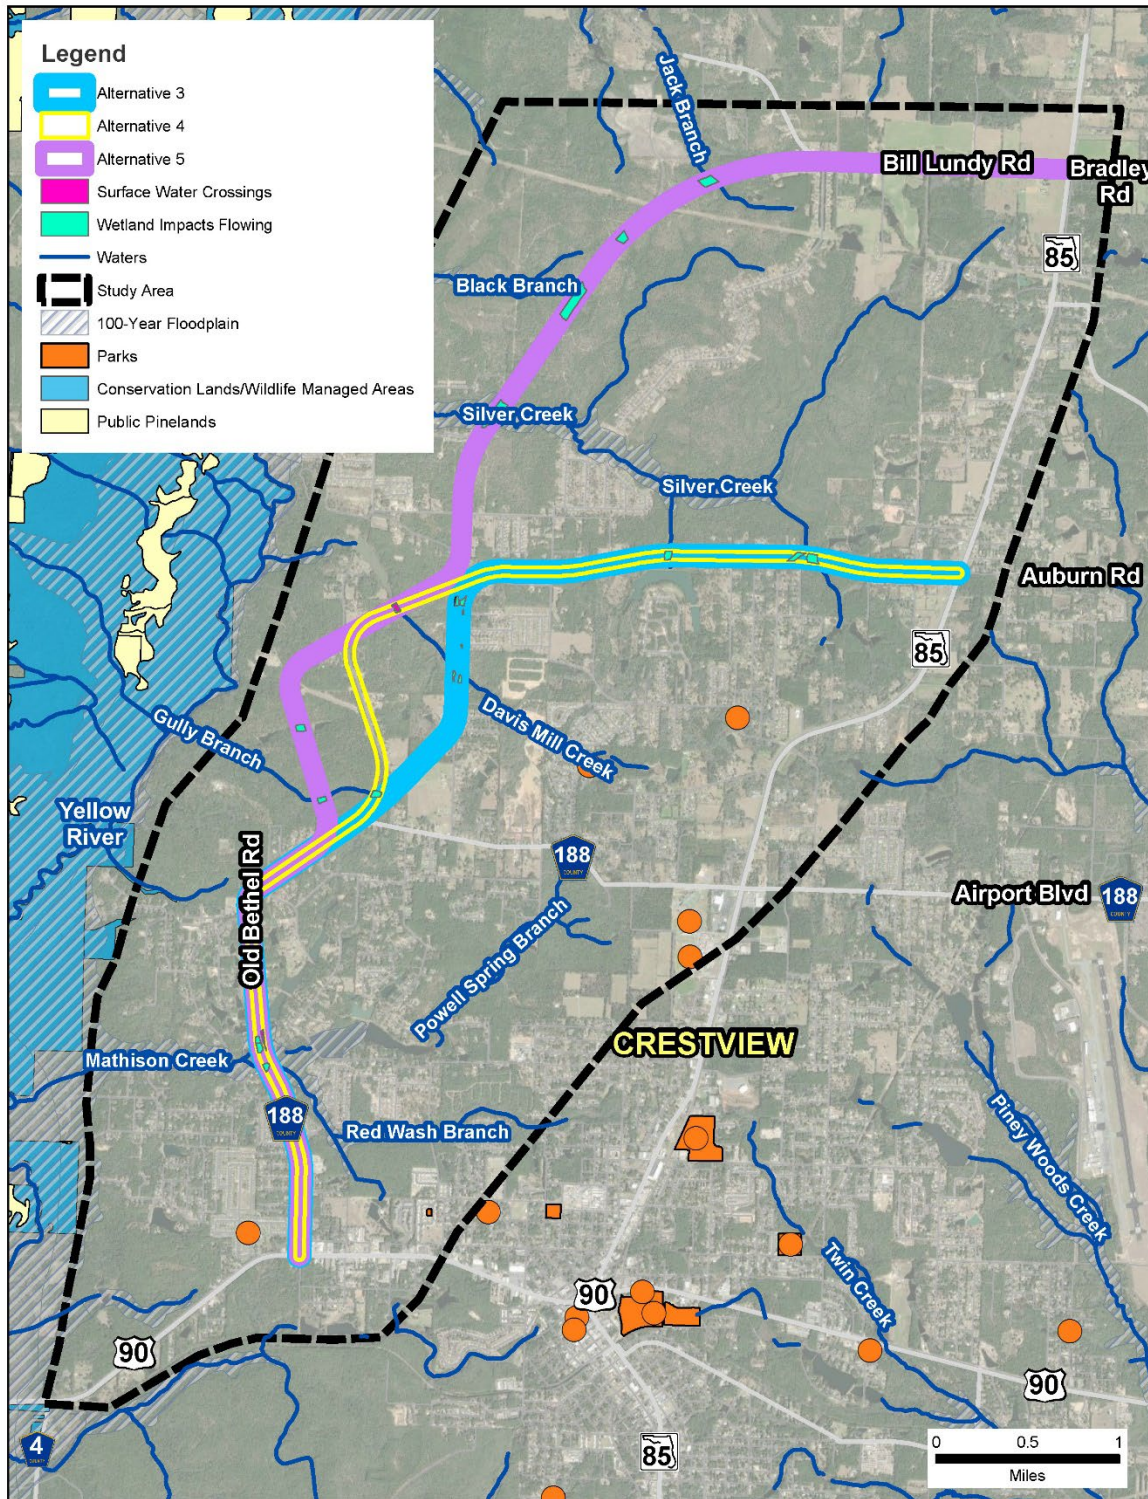 Legend
Alternative 3
Alternative 4
Alternative 5
Surface Water Crossings
Wetland Impacts Flowing
Waters
Study Area
100-Year Floodplain
Parks
Conservation Lands/Wildlife Managed Areas
Public Pinelands
Jack Branch
Bill Lundy Rd
Bradley
Rd
85
Black Branch
Silver Creek
Silver Creek
Auburn Rd
85
Gully Branch
Davis Mill Creek
Yellow
River
Old Bethel Rd
188
COUNTY
Airport Blvd
188
COUNTY
Powell Spring Branch
CRESTVIEW
Mathison Creek
188
COUNTY
Red Wash Branch
Piney Woods Creek
Twin Creek
90
90
90
4
COUNTY
85
0 0.5 1
Miles